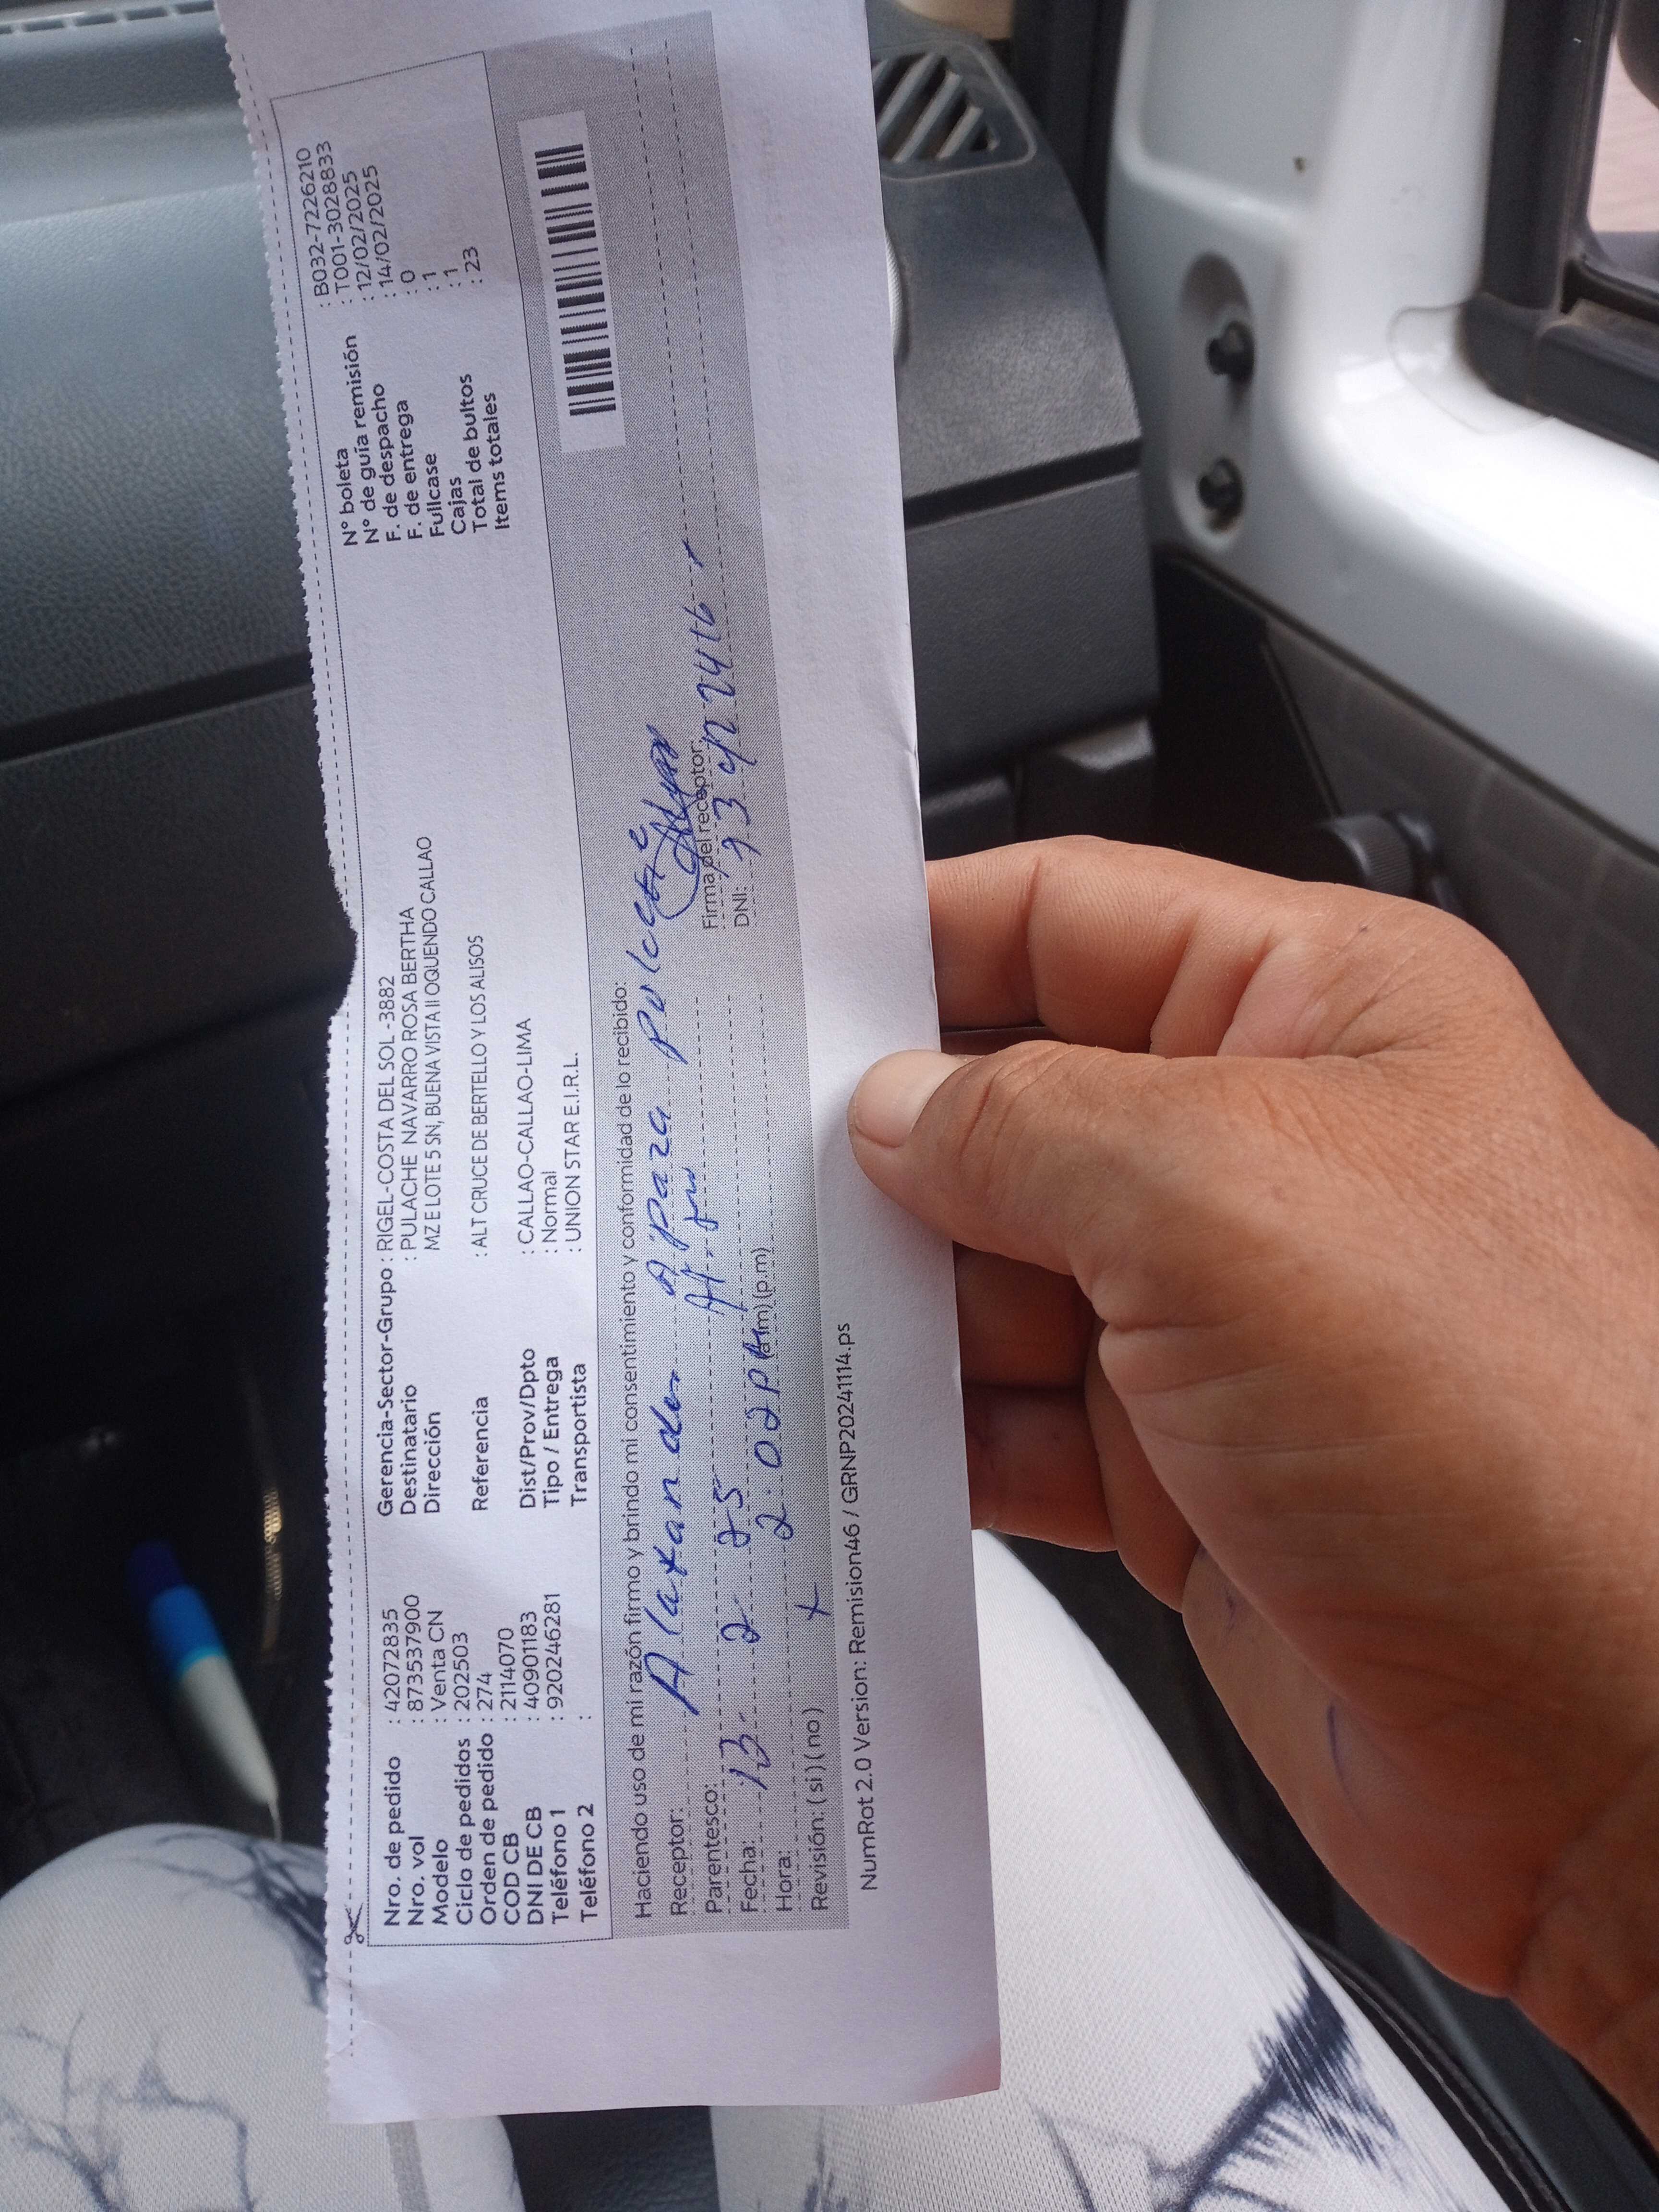 Nro. de pedido : 42072835
Nro. vol : 873537900
Modelo : Venta CN
Ciclo de pedidos : 202503
Orden de pedido : 274
COD CB : 2114070
DNI DE CB : 40901183
Teléfono 1 : 920246281
Teléfono 2 :
Gerencia-Sector-Grupo : RIGEL-COSTA DEL SOL -3882
Destinatario : PULACHE NAVARRO ROSA BERTHA
Dirección MZ E LOTE 5 SN, BUENA VISTA II OQUENDO CALLAO
Referencia : ALT CRUCE DE BERTELLO Y LOS ALISOS
Dist/Prov/Dpto : CALLAO-CALLAO-LIMA
Tipo / Entrega : Normal
Transportista : UNION STAR E.I.R.L.
N° boleta : B032-7226210
N° de guía remisión : T001-3028833
F. de despacho : 12/02/2025
F. de entrega : 14/02/2025
Fullcase : 0
Cajas : 1
Total de bultos : 1
Items totales : 23
Haciendo uso de mi razón firmo y brindo mi consentimiento y conformidad de lo recibido:
Receptor: Alexander Apaza
Parentesco:
Fecha: 13 2 25
Hora: 2:02 PM (a.m) (p.m)
Revisión: ( si ) ( no )
Firma del receptor:
DNI:
NumRot 2.0 Version: Remision46 / GRNP20241114.ps